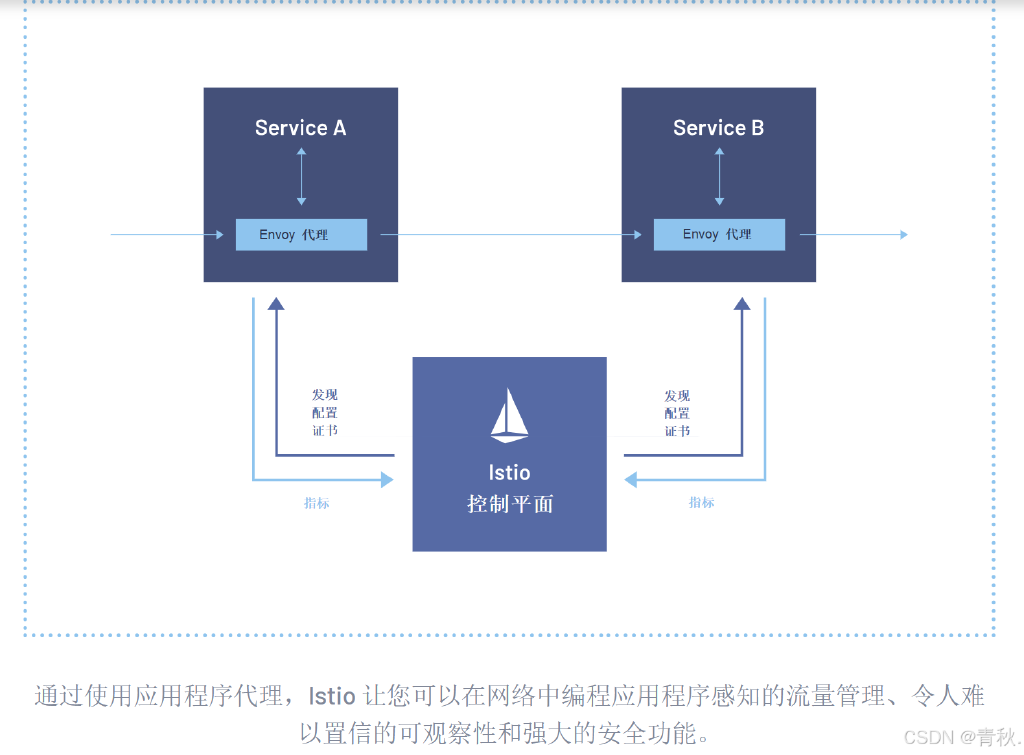 Service A
Service B
Envoy 代理
Envoy 代理
发现
配置
证书
发现
配置
证书
Istio
控制平面
指标
指标
通过使用应用程序代理，Istio 让您可以在网络中编程应用程序感知的流量管理、令人难
以置信的可观察性和强大的安全功能。
CSDN @青秋.